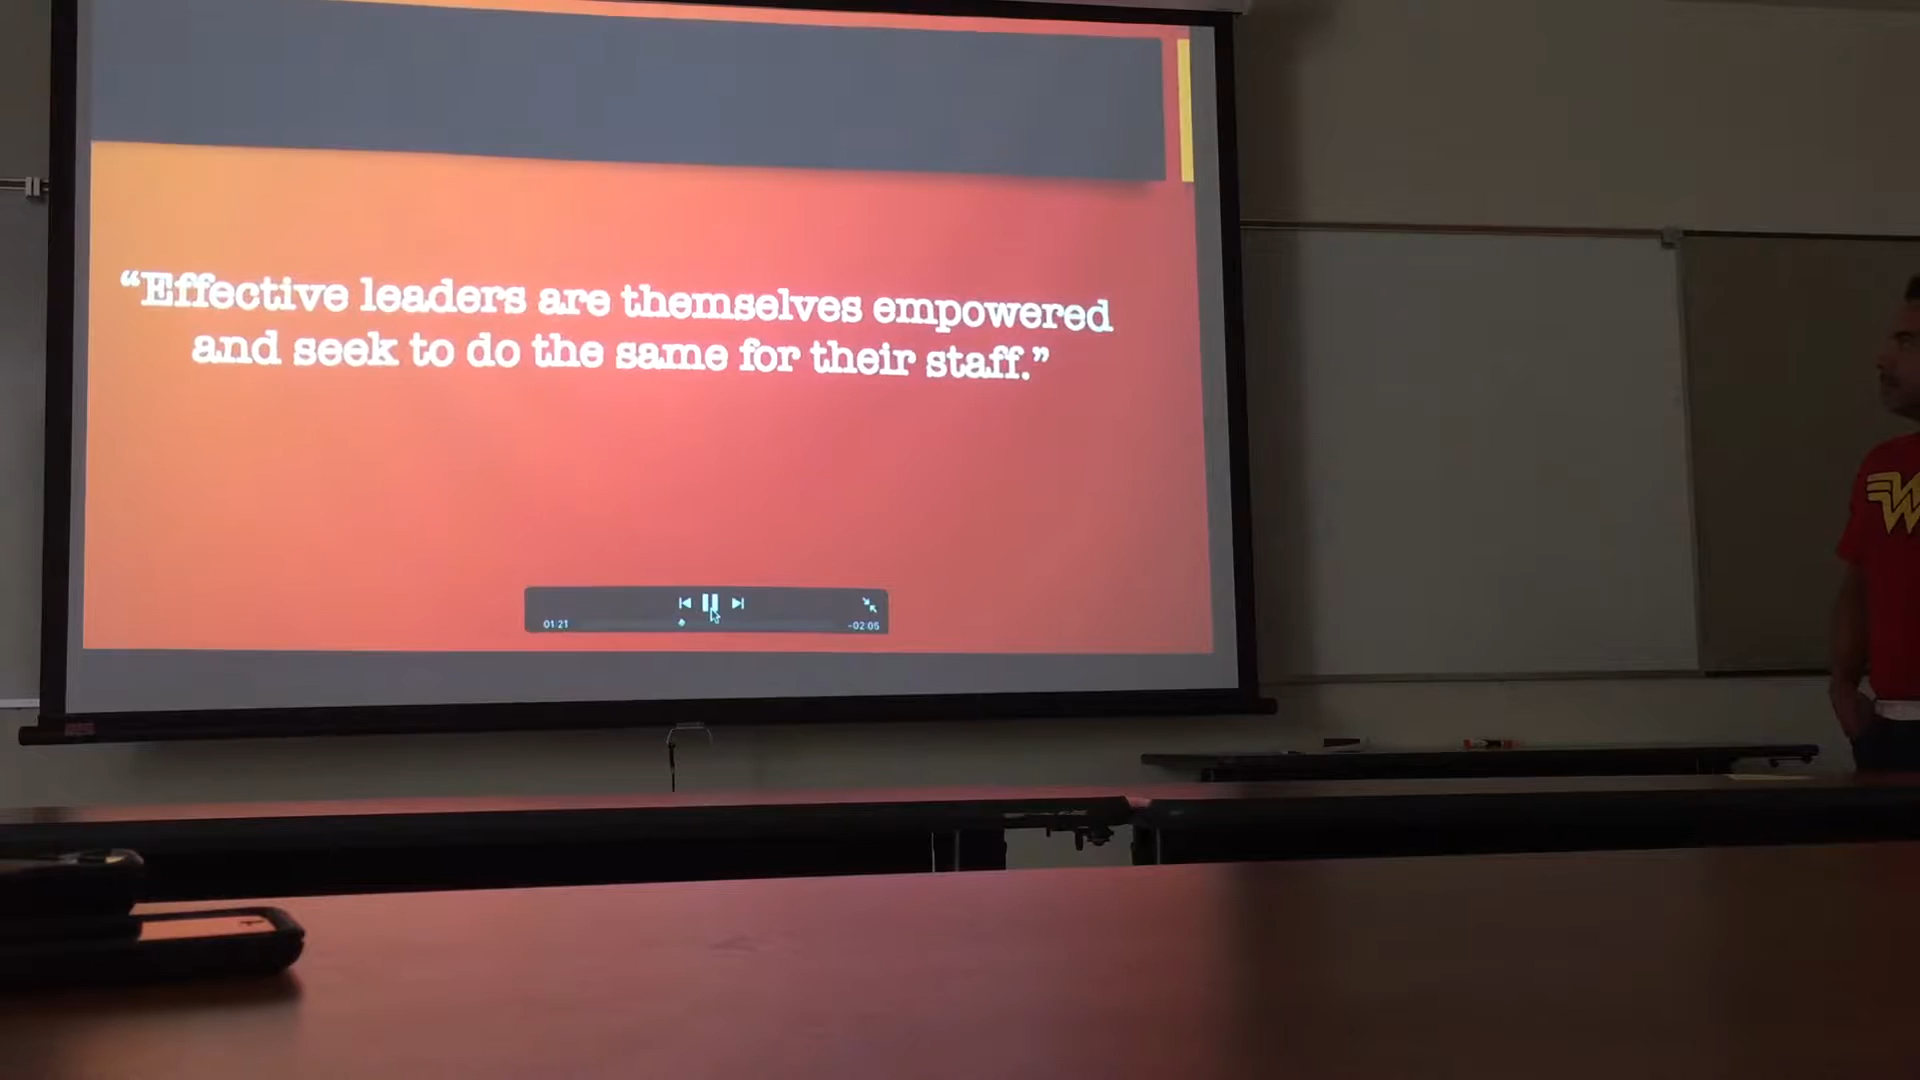 “Effective leaders are themselves empowered
and seek to do the same for their staff.”
01:21
-02:05
W